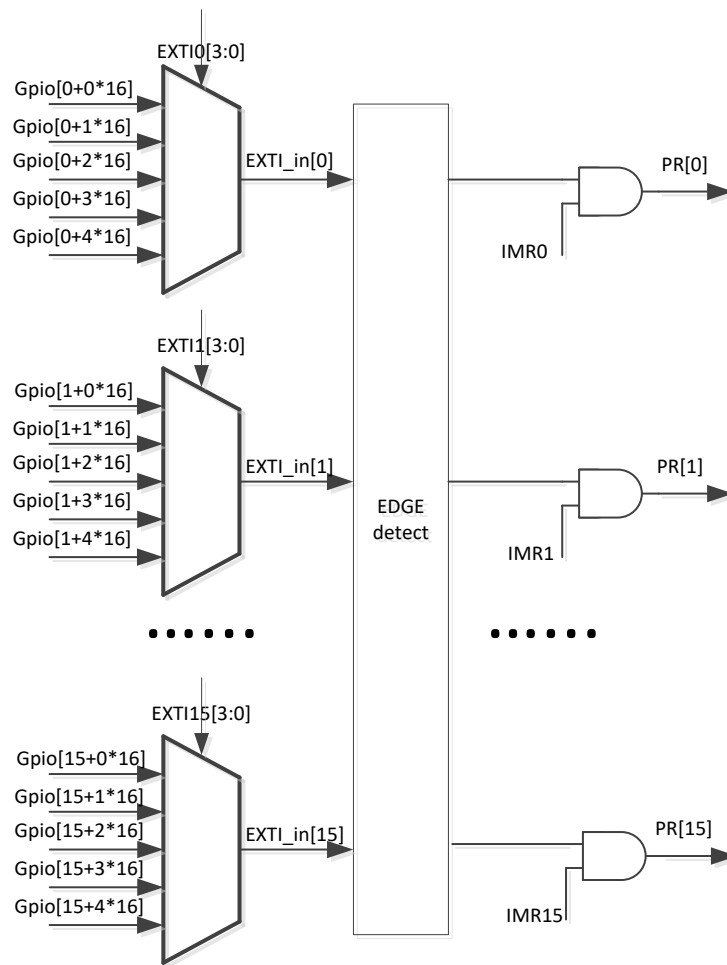 EXTI0[3:0]
Gpio[0+0*16]
Gpio[0+1*16]
Gpio[0+2*16]
Gpio[0+3*16]
Gpio[0+4*16]
EXTI_in[0]
PR[0]
IMR0
EXTI1[3:0]
Gpio[1+0*16]
Gpio[1+1*16]
Gpio[1+2*16]
Gpio[1+3*16]
Gpio[1+4*16]
EXTI_in[1]
EDGE
detect
PR[1]
IMR1
EXTI15[3:0]
Gpio[15+0*16]
Gpio[15+1*16]
Gpio[15+2*16]
Gpio[15+3*16]
Gpio[15+4*16]
EXTI_in[15]
PR[15]
IMR15